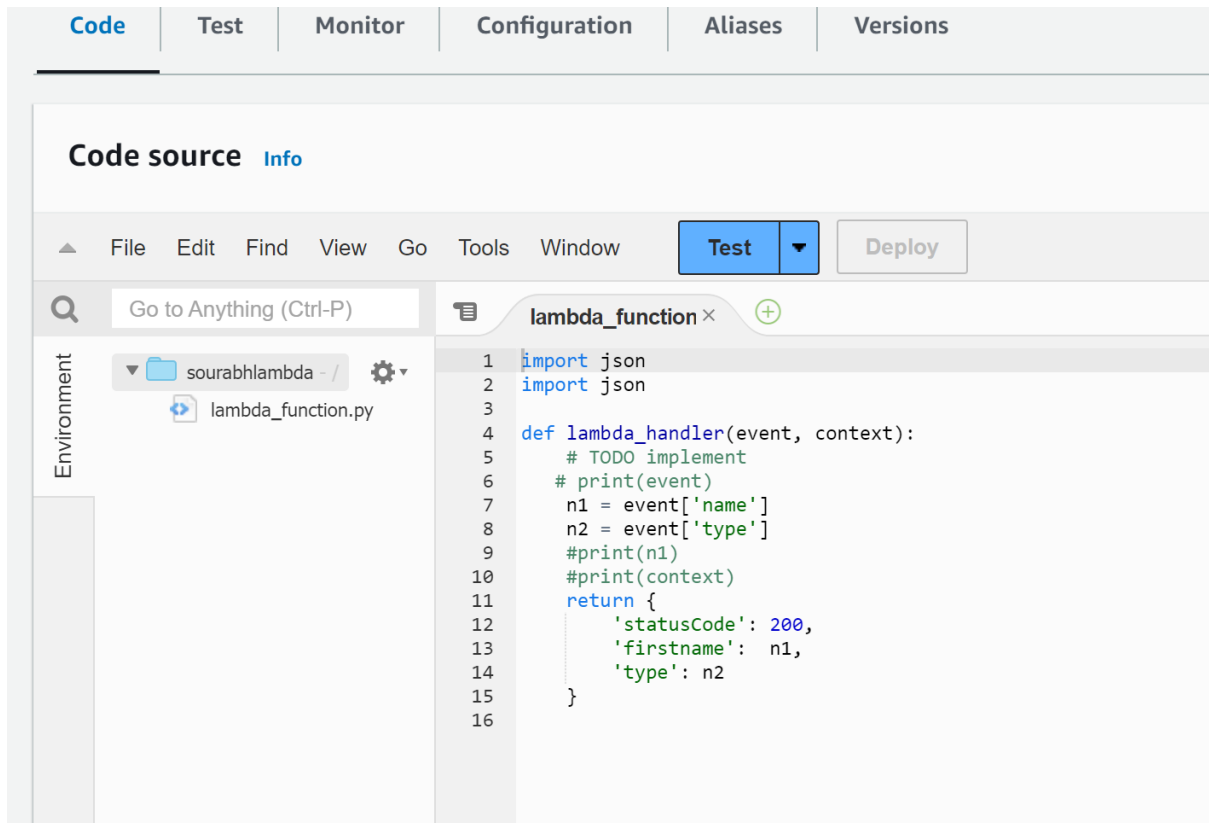 Code Test Monitor Configuration Aliases Versions
Code source Info
File Edit Find View Go Tools Window Test Deploy
Go to Anything (Ctrl-P)
lambda_function ×
Environment
sourabhlambda - /
lambda_function.py
1 import json
2 import json
3
4 def lambda_handler(event, context):
5     # TODO implement
6    # print(event)
7     n1 = event['name']
8     n2 = event['type']
9     #print(n1)
10     #print(context)
11     return {
12         'statusCode': 200,
13         'firstname':  n1,
14         'type': n2
15     }
16